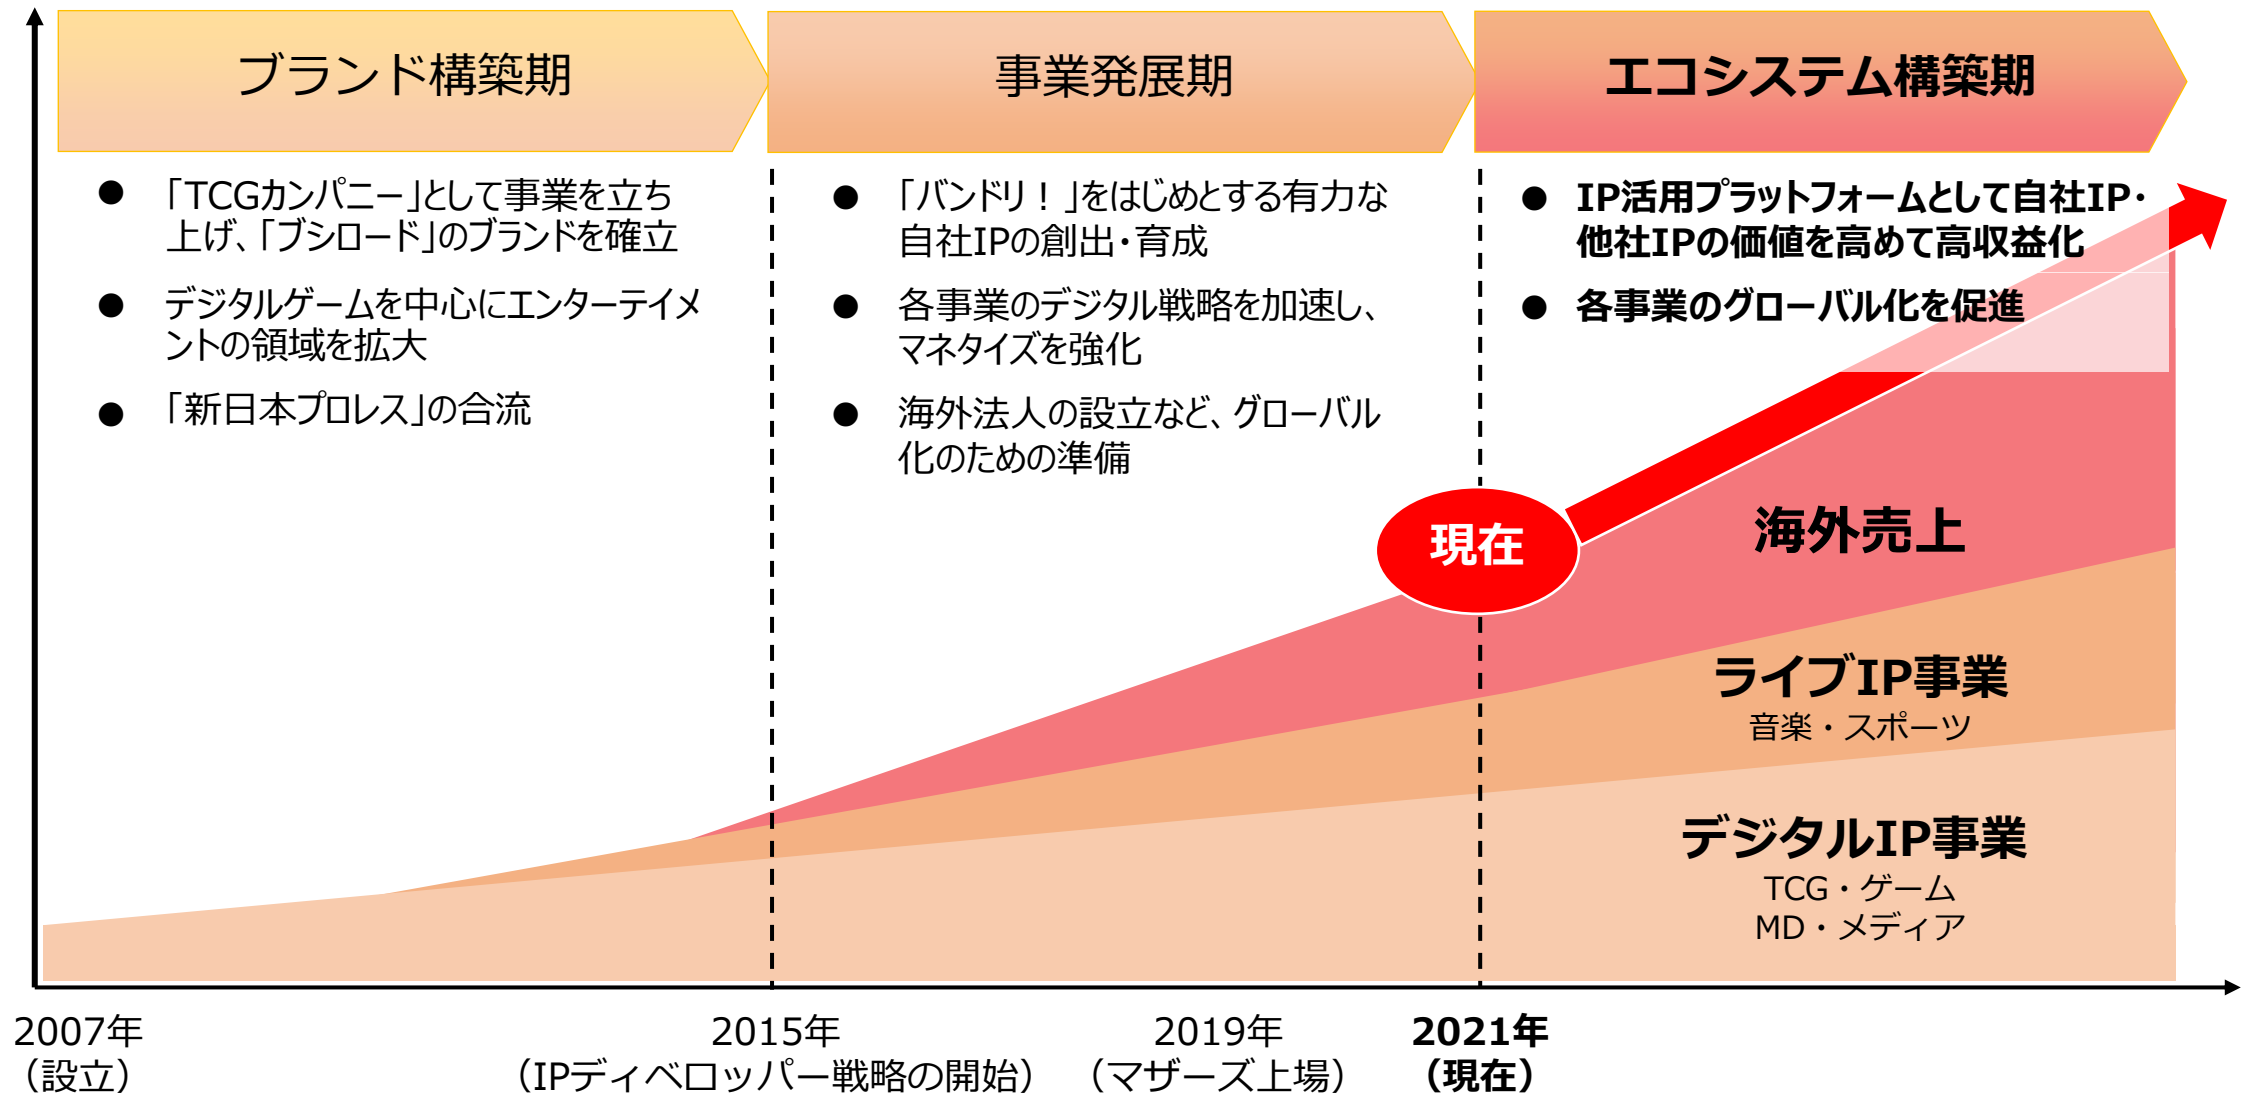 ブランド構築期
事業発展期
エコシステム構築期
● 「TCGカンパニー」として事業を立ち
上げ、「ブシロード」のブランドを確立
● デジタルゲームを中心にエンターテイメ
ントの領域を拡大
● 「新日本プロレス」の合流
● 「バンドリ！」をはじめとする有力な
自社IPの創出・育成
● 各事業のデジタル戦略を加速し、
マネタイズを強化
● 海外法人の設立など、グローバル
化のための準備
● IP活用プラットフォームとして自社IP・
他社IPの価値を高めて高収益化
● 各事業のグローバル化を促進
現在
海外売上
ライブIP事業
音楽・スポーツ
デジタルIP事業
TCG・ゲーム
MD・メディア
2007年
（設立）
2015年
（IPディベロッパー戦略の開始）
2019年
（マザーズ上場）
2021年
（現在）